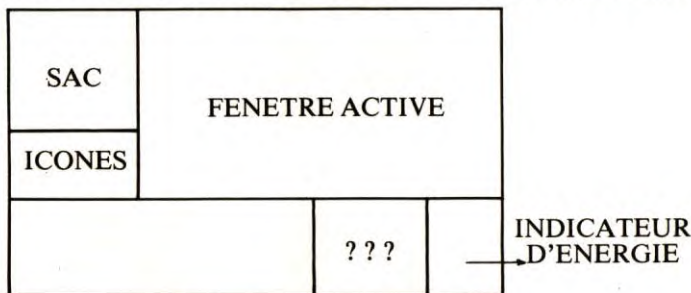 SAC
FENETRE ACTIVE
ICONES
? ? ?
INDICATEUR
D'ENERGIE